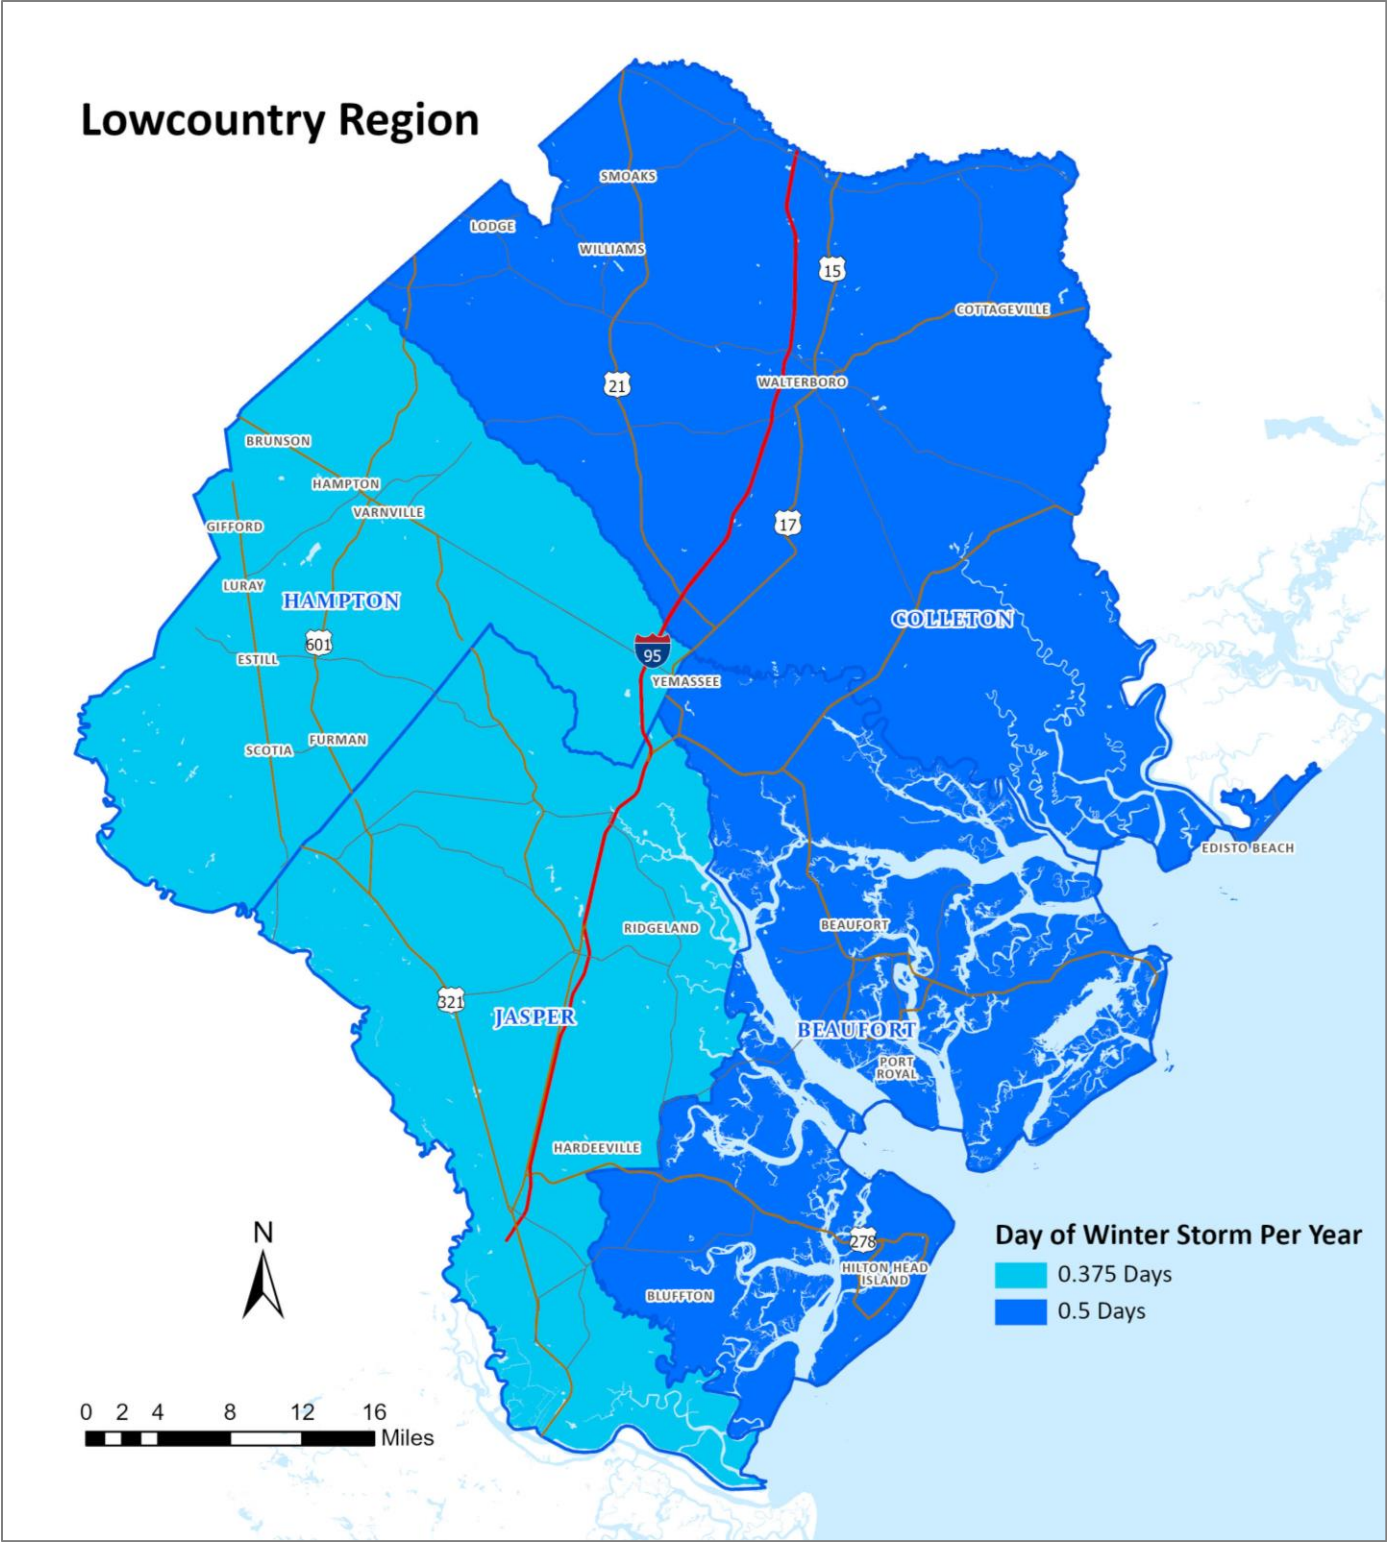 Lowcountry Region
SMOAKS
LODGE
WILLIAMS
15
COTTAGEVILLE
21
WALTERBORO
BRUNSON
HAMPTON
VARNVILLE
GIFFORD
17
LURAY
HAMPTON
COLLETON
601
95
ESTILL
YEMASSEE
FURMAN
SCOTIA
EDISTO BEACH
RIDGELAND
BEAUFORT
321
JASPER
BEAUFORT
PORT
ROYAL
HARDEEVILLE
N
278
HILTON HEAD
ISLAND
BLUFFTON
Day of Winter Storm Per Year
0.375 Days
0.5 Days
0 2 4 8 12 16
Miles